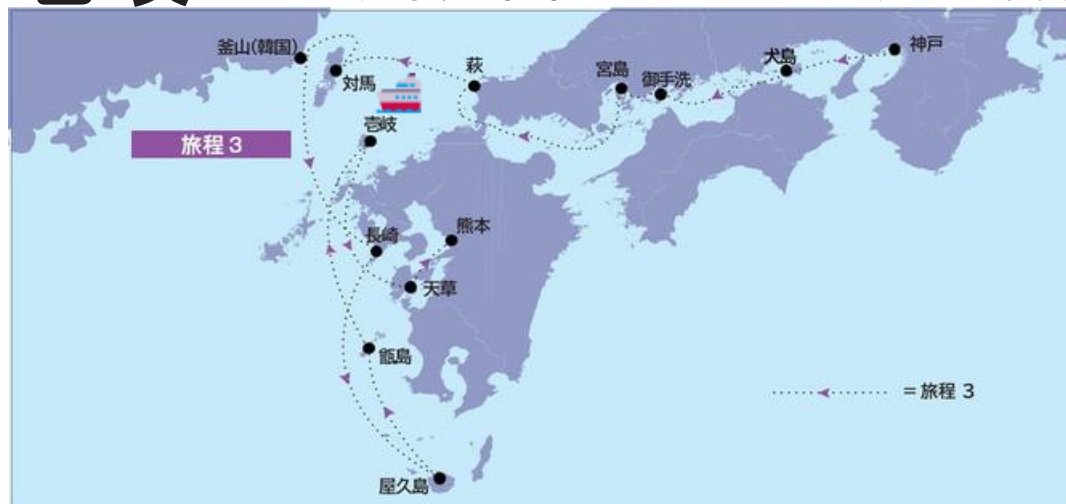 釜山(韓国)
対馬
萩
宮島
御手洗
犬島
神戸
壱岐
旅程3
長崎
熊本
天草
甑島
=旅程 3
屋久島